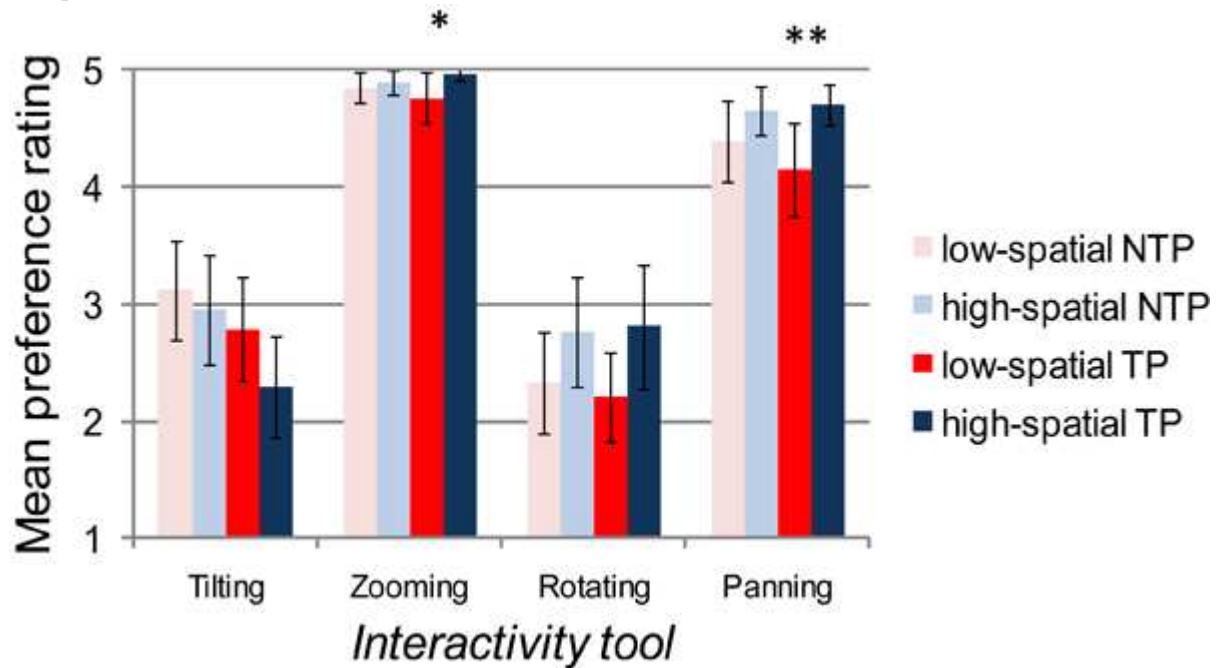 *
**
Mean preference rating
5
4
3
2
1
Tilting Zooming Rotating Panning
Interactivity tool
low-spatial NTP
high-spatial NTP
low-spatial TP
high-spatial TP